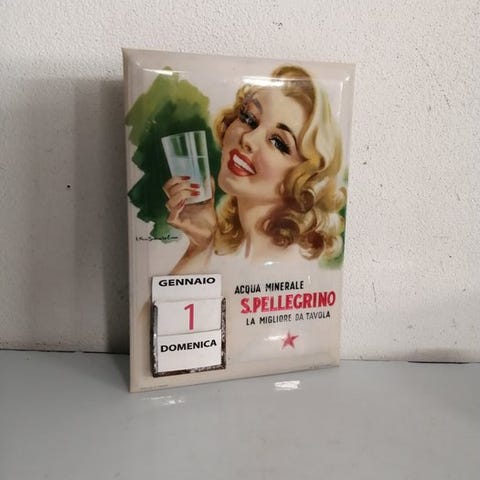 GENNAIO
1
DOMENICA
ACQUA MINERALE
S.PELLEGRINO
LA MIGLIORE DA TAVOLA